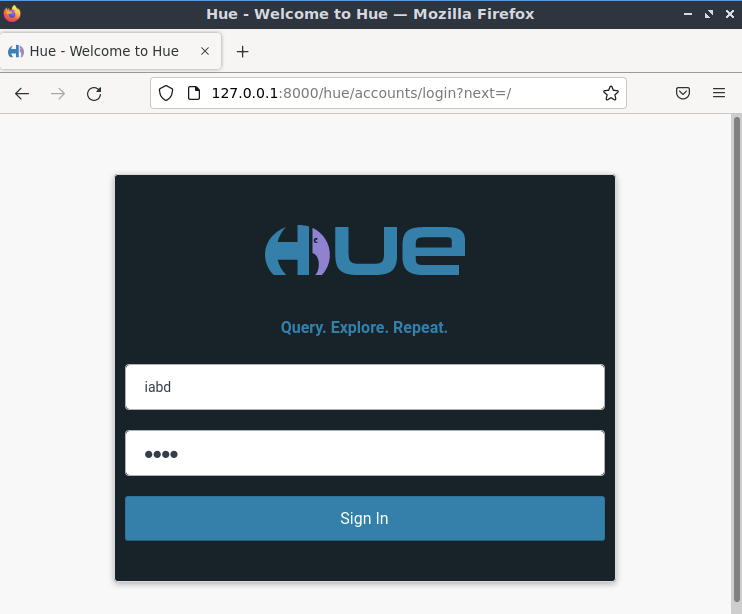 Hue - Welcome to Hue — Mozilla Firefox
Hue - Welcome to Hue
127.0.0.1:8000/hue/accounts/login?next=/
HUE
Query. Explore. Repeat.
iabd
●●●●
Sign In